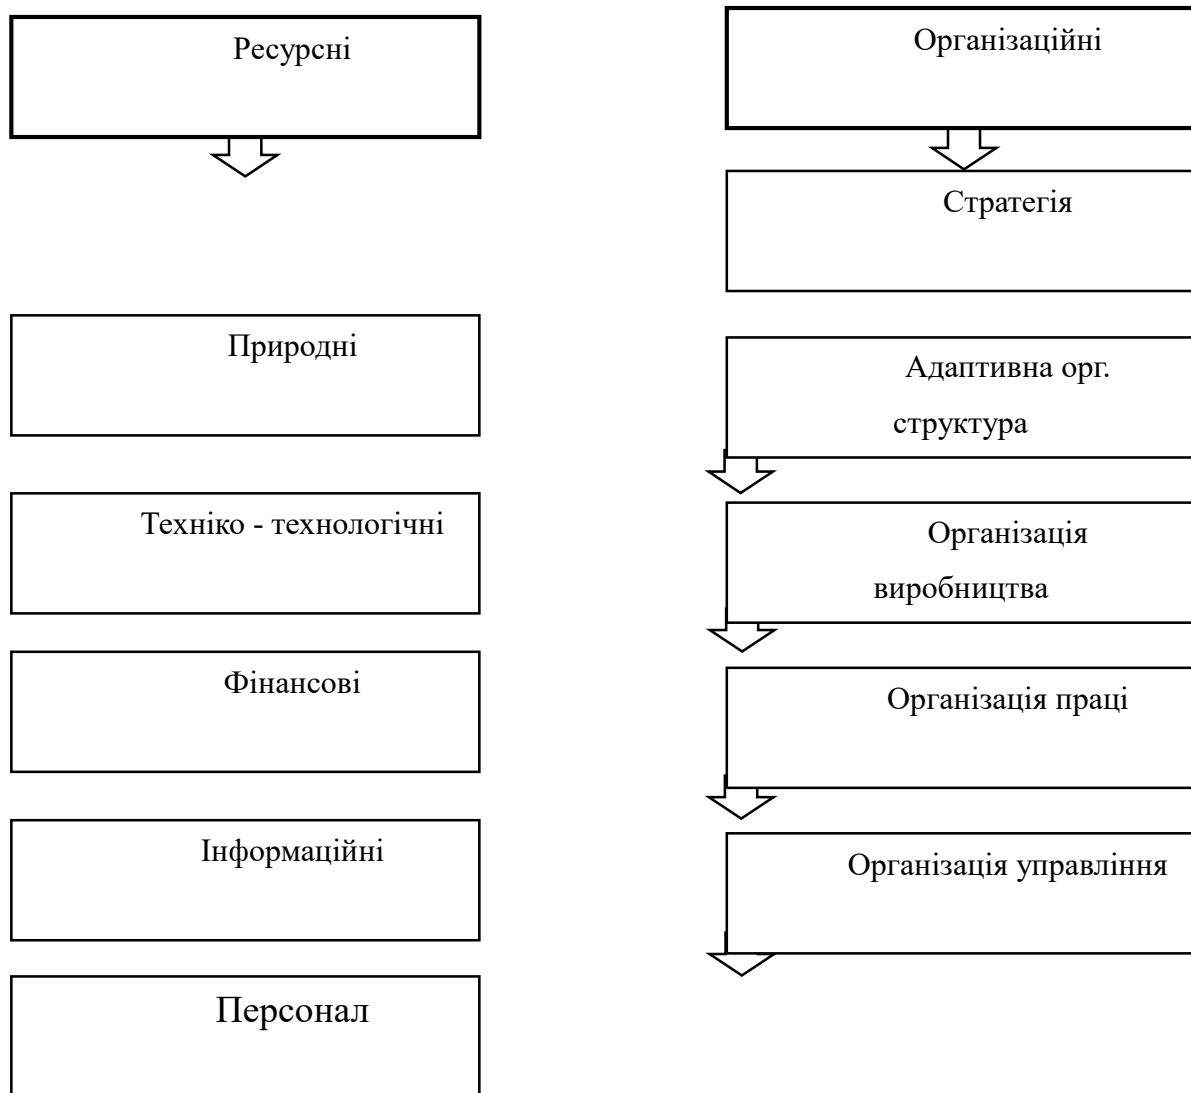 Ресурсні
Природні
Техніко - технологічні
Фінансові
Інформаційні
Персонал
Організаційні
Стратегія
Адаптивна орг.
структура
Організація
виробництва
Організація праці
Організація управління